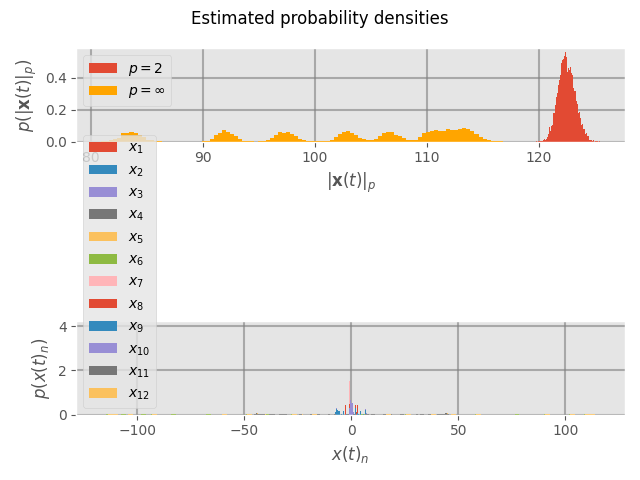 Estimated probability densities
p(|x(t)|_p)
0.4
0.2
0.0
p = 2
p = ∞
80
90
100
110
120
|x(t)|_p
x_1
x_2
x_3
x_4
x_5
x_6
x_7
x_8
x_9
x_10
x_11
x_12
p(x(t)_n)
4
2
0
−100
−50
0
50
100
x(t)_n